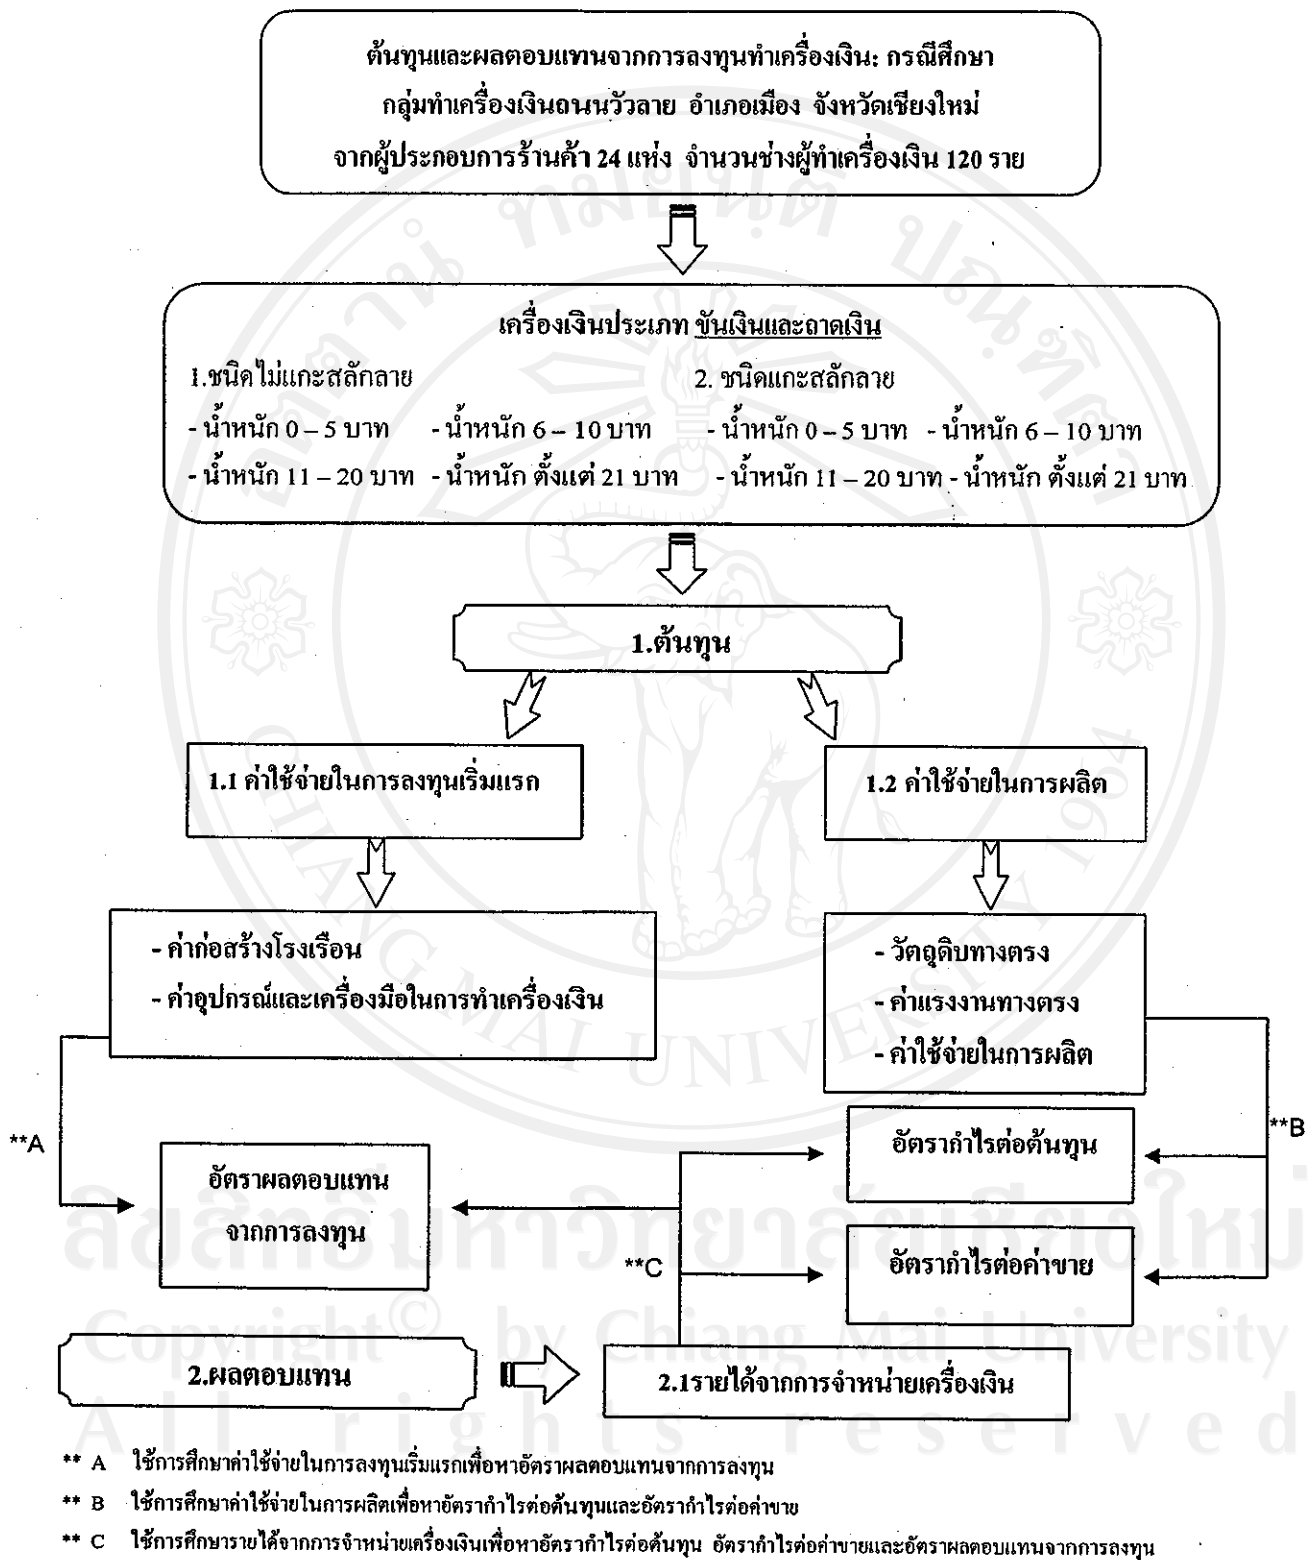 ต้นทุนและผลตอบแทนจากการลงทุนทำเครื่องเงิน: กรณีศึกษา
กลุ่มทำเครื่องเงินถนนวัวลาย อำเภอเมือง จังหวัดเชียงใหม่
จากผู้ประกอบการร้านค้า 24 แห่ง จำนวนช่างผู้ทำเครื่องเงิน 120 ราย
เครื่องเงินประเภท ขันเงินและถาดเงิน
1.ชนิดไม่แกะสลักลาย 2. ชนิดแกะสลักลาย
- น้ำหนัก 0 – 5 บาท - น้ำหนัก 6 – 10 บาท - น้ำหนัก 0 – 5 บาท - น้ำหนัก 6 – 10 บาท
- น้ำหนัก 11 – 20 บาท - น้ำหนัก ตั้งแต่ 21 บาท - น้ำหนัก 11 – 20 บาท - น้ำหนัก ตั้งแต่ 21 บาท
1.ต้นทุน
1.1 ค่าใช้จ่ายในการลงทุนเริ่มแรก
1.2 ค่าใช้จ่ายในการผลิต
- ค่าก่อสร้างโรงเรือน
- ค่าอุปกรณ์และเครื่องมือในการทำเครื่องเงิน
- วัตถุดิบทางตรง
- ค่าแรงงานทางตรง
- ค่าใช้จ่ายในการผลิต
**A
**B
อัตราผลตอบแทน
จากการลงทุน
อัตรากำไรต่อต้นทุน
**C
อัตรากำไรต่อค่าขาย
2.ผลตอบแทน
2.1รายได้จากการจำหน่ายเครื่องเงิน
** A ใช้การศึกษาค่าใช้จ่ายในการลงทุนเริ่มแรกเพื่อหาอัตราผลตอบแทนจากการลงทุน
** B ใช้การศึกษาค่าใช้จ่ายในการผลิตเพื่อหาอัตรากำไรต่อต้นทุนและอัตรากำไรต่อค่าขาย
** C ใช้การศึกษารายได้จากการจำหน่ายเครื่องเงินเพื่อหาอัตรากำไรต่อต้นทุน อัตรากำไรต่อค่าขายและอัตราผลตอบแทนจากการลงทุน
CHIANG MAI UNIVERSITY 1964
ลิขสิทธิ์มหาวิทยาลัยเชียงใหม่
Copyright© by Chiang Mai University
All rights reserved